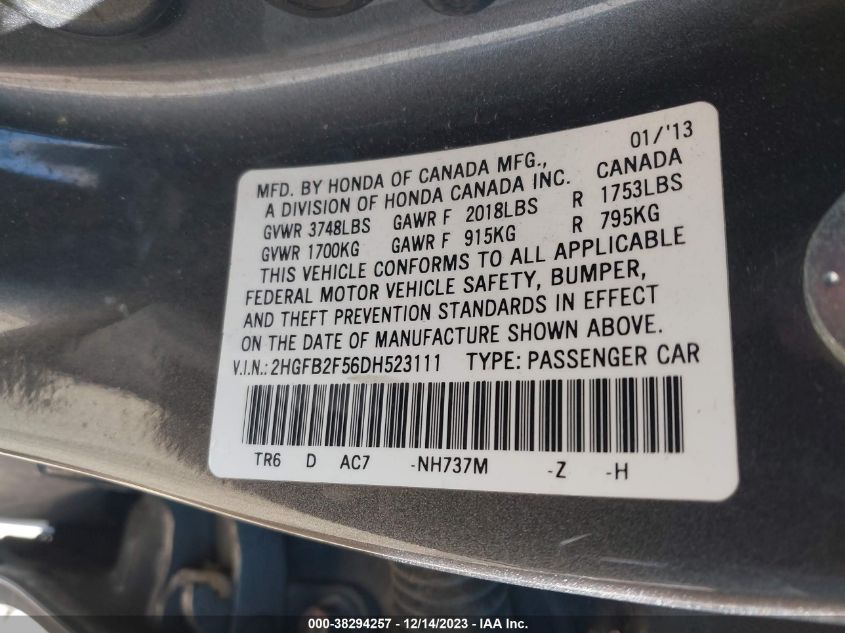 01/'13
MFD. BY HONDA OF CANADA MFG.,
A DIVISION OF HONDA CANADA INC. CANADA
GVWR 3748LBS GAWR F 2018LBS R 1753LBS
GVWR 1700KG GAWR F 915KG R 795KG
THIS VEHICLE CONFORMS TO ALL APPLICABLE
FEDERAL MOTOR VEHICLE SAFETY, BUMPER,
AND THEFT PREVENTION STANDARDS IN EFFECT
ON THE DATE OF MANUFACTURE SHOWN ABOVE.
V.I.N.: 2HGFB2F56DH523111 TYPE: PASSENGER CAR
TR6 D AC7 -NH737M -Z -H
000-38294257 - 12/14/2023 - IAA Inc.